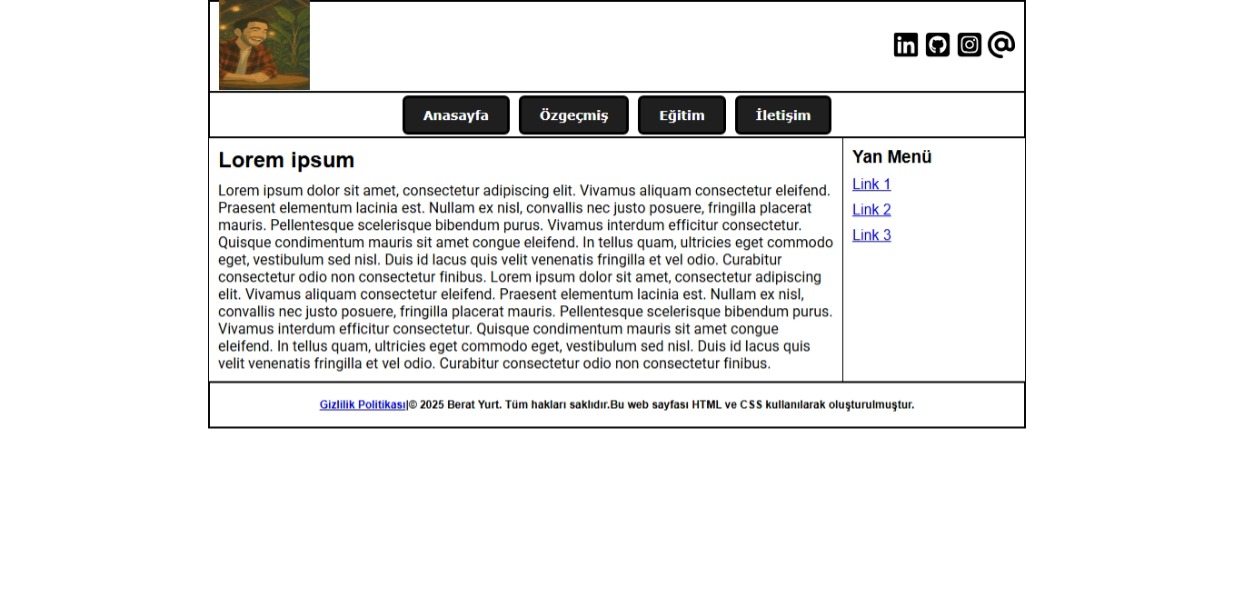 Anasayfa
Özgeçmiş
Eğitim
İletişim
Lorem ipsum
Lorem ipsum dolor sit amet, consectetur adipiscing elit. Vivamus aliquam consectetur eleifend.
Praesent elementum lacinia est. Nullam ex nisl, convallis nec justo posuere, fringilla placerat
mauris. Pellentesque scelerisque bibendum purus. Vivamus interdum efficitur consectetur.
Quisque condimentum mauris sit amet congue eleifend. In tellus quam, ultricies eget commodo
eget, vestibulum sed nisl. Duis id lacus quis velit venenatis fringilla et vel odio. Curabitur
consectetur odio non consectetur finibus. Lorem ipsum dolor sit amet, consectetur adipiscing
elit. Vivamus aliquam consectetur eleifend. Praesent elementum lacinia est. Nullam ex nisl,
convallis nec justo posuere, fringilla placerat mauris. Pellentesque scelerisque bibendum purus.
Vivamus interdum efficitur consectetur. Quisque condimentum mauris sit amet congue
eleifend. In tellus quam, ultricies eget commodo eget, vestibulum sed nisl. Duis id lacus quis
velit venenatis fringilla et vel odio. Curabitur consectetur odio non consectetur finibus.
Yan Menü
Link 1
Link 2
Link 3
Gizlilik Politikası|© 2025 Berat Yurt. Tüm hakları saklıdır.Bu web sayfası HTML ve CSS kullanılarak oluşturulmuştur.